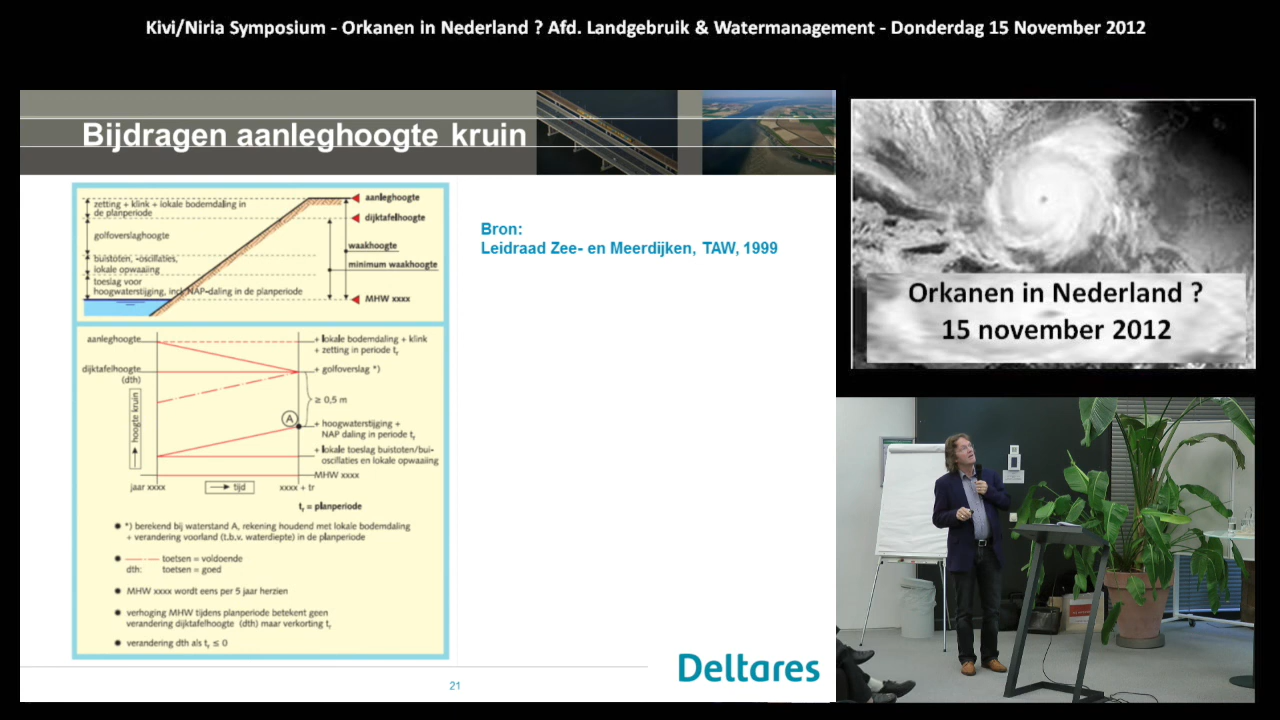 Kivi/Niria Symposium - Orkanen in Nederland ? Afd. Landgebruik & Watermanagement - Donderdag 15 November 2012
Bijdragen aanleghoogte kruin
zetting + klink + lokale bodemdaling in
de planperiode
golfoverslaghoogte
buistoten, -oscillaties,
lokale opwaaiing
toeslag voor
hoogwaterstijging, incl. NAP-daling in de planperiode
aanleghoogte
dijktafelhoogte
waakhoogte
minimum waakhoogte
MHW xxxx
aanleghoogte
dijktafelhoogte
(dth)
hoogte kruin
jaar xxxx
tijd
xxxx + tr
+ lokale bodemdaling + klink
+ zetting in periode tr
+ golfoverslag *)
≥ 0,5 m
A
+ hoogwaterstijging +
NAP daling in periode tr
+ lokale toeslag buistoten/bui-
oscillaties en lokale opwaaiing
MHW xxxx
tr = planperiode
*) berekend bij waterstand A, rekening houdend met lokale bodemdaling
+ verandering voorland (t.b.v. waterdiepte) in de planperiode
toetsen = voldoende
dth: toetsen = goed
MHW xxxx wordt eens per 5 jaar herzien
verhoging MHW tijdens planperiode betekent geen
verandering dijktafelhoogte (dth) maar verkorting tr
verandering dth als tr ≤ 0
Bron:
Leidraad Zee- en Meerdijken, TAW, 1999
Deltares
21
Orkanen in Nederland ?
15 november 2012